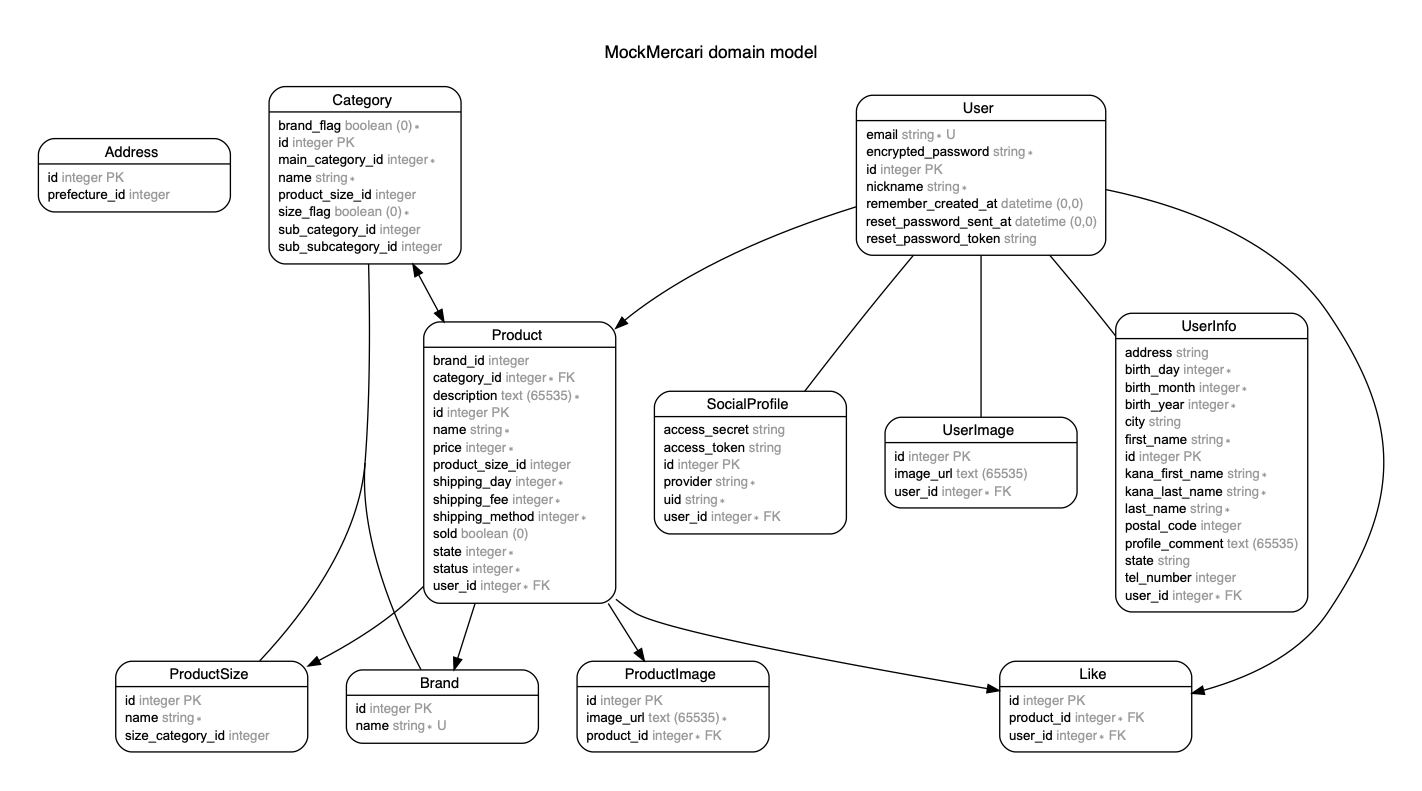 MockMercari domain model
Category
brand_flag boolean (0) *
id integer PK
main_category_id integer *
name string *
product_size_id integer
size_flag boolean (0) *
sub_category_id integer
sub_subcategory_id integer
Address
id integer PK
prefecture_id integer
User
email string * U
encrypted_password string *
id integer PK
nickname string *
remember_created_at datetime (0,0)
reset_password_sent_at datetime (0,0)
reset_password_token string
Product
brand_id integer
category_id integer * FK
description text (65535) *
id integer PK
name string *
price integer *
product_size_id integer
shipping_day integer *
shipping_fee integer *
shipping_method integer *
sold boolean (0)
state integer *
status integer *
user_id integer * FK
SocialProfile
access_secret string
access_token string
id integer PK
provider string *
uid string *
user_id integer * FK
UserImage
id integer PK
image_url text (65535)
user_id integer * FK
UserInfo
address string
birth_day integer *
birth_month integer *
birth_year integer *
city string
first_name string *
id integer PK
kana_first_name string *
kana_last_name string *
last_name string *
postal_code integer
profile_comment text (65535)
state string
tel_number integer
user_id integer * FK
ProductSize
id integer PK
name string *
size_category_id integer
Brand
id integer PK
name string * U
ProductImage
id integer PK
image_url text (65535) *
product_id integer * FK
Like
id integer PK
product_id integer * FK
user_id integer * FK